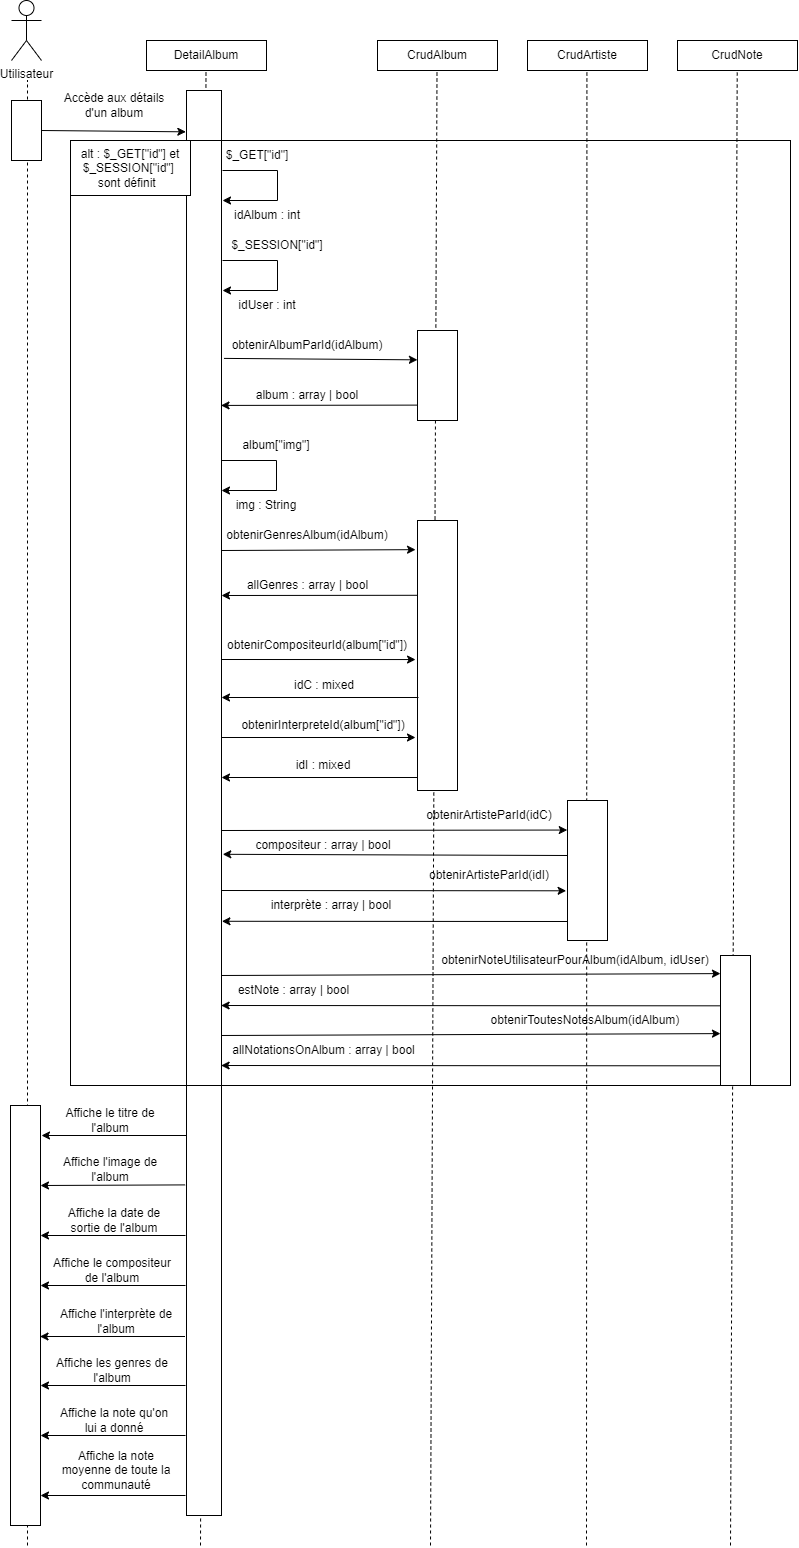 Utilisateur
DetailAlbum
CrudAlbum
CrudArtiste
CrudNote
Accède aux détails
d'un album
alt : $_GET["id"] et
$_SESSION["id"]
sont définit
$_GET["id"]
idAlbum : int
$_SESSION["id"]
idUser : int
obtenirAlbumParId(idAlbum)
album : array | bool
album["img"]
img : String
obtenirGenresAlbum(idAlbum)
allGenres : array | bool
obtenirCompositeurId(album["id"])
idC : mixed
obtenirInterpreteId(album["id"])
idI : mixed
obtenirArtisteParId(idC)
compositeur : array | bool
obtenirArtisteParId(idI)
interprète : array | bool
obtenirNoteUtilisateurPourAlbum(idAlbum, idUser)
estNote : array | bool
obtenirToutesNotesAlbum(idAlbum)
allNotationsOnAlbum : array | bool
Affiche le titre de
l'album
Affiche l'image de
l'album
Affiche la date de
sortie de l'album
Affiche le compositeur
de l'album
Affiche l'interprète de
l'album
Affiche les genres de
l'album
Affiche la note qu'on
lui a donné
Affiche la note
moyenne de toute la
communauté